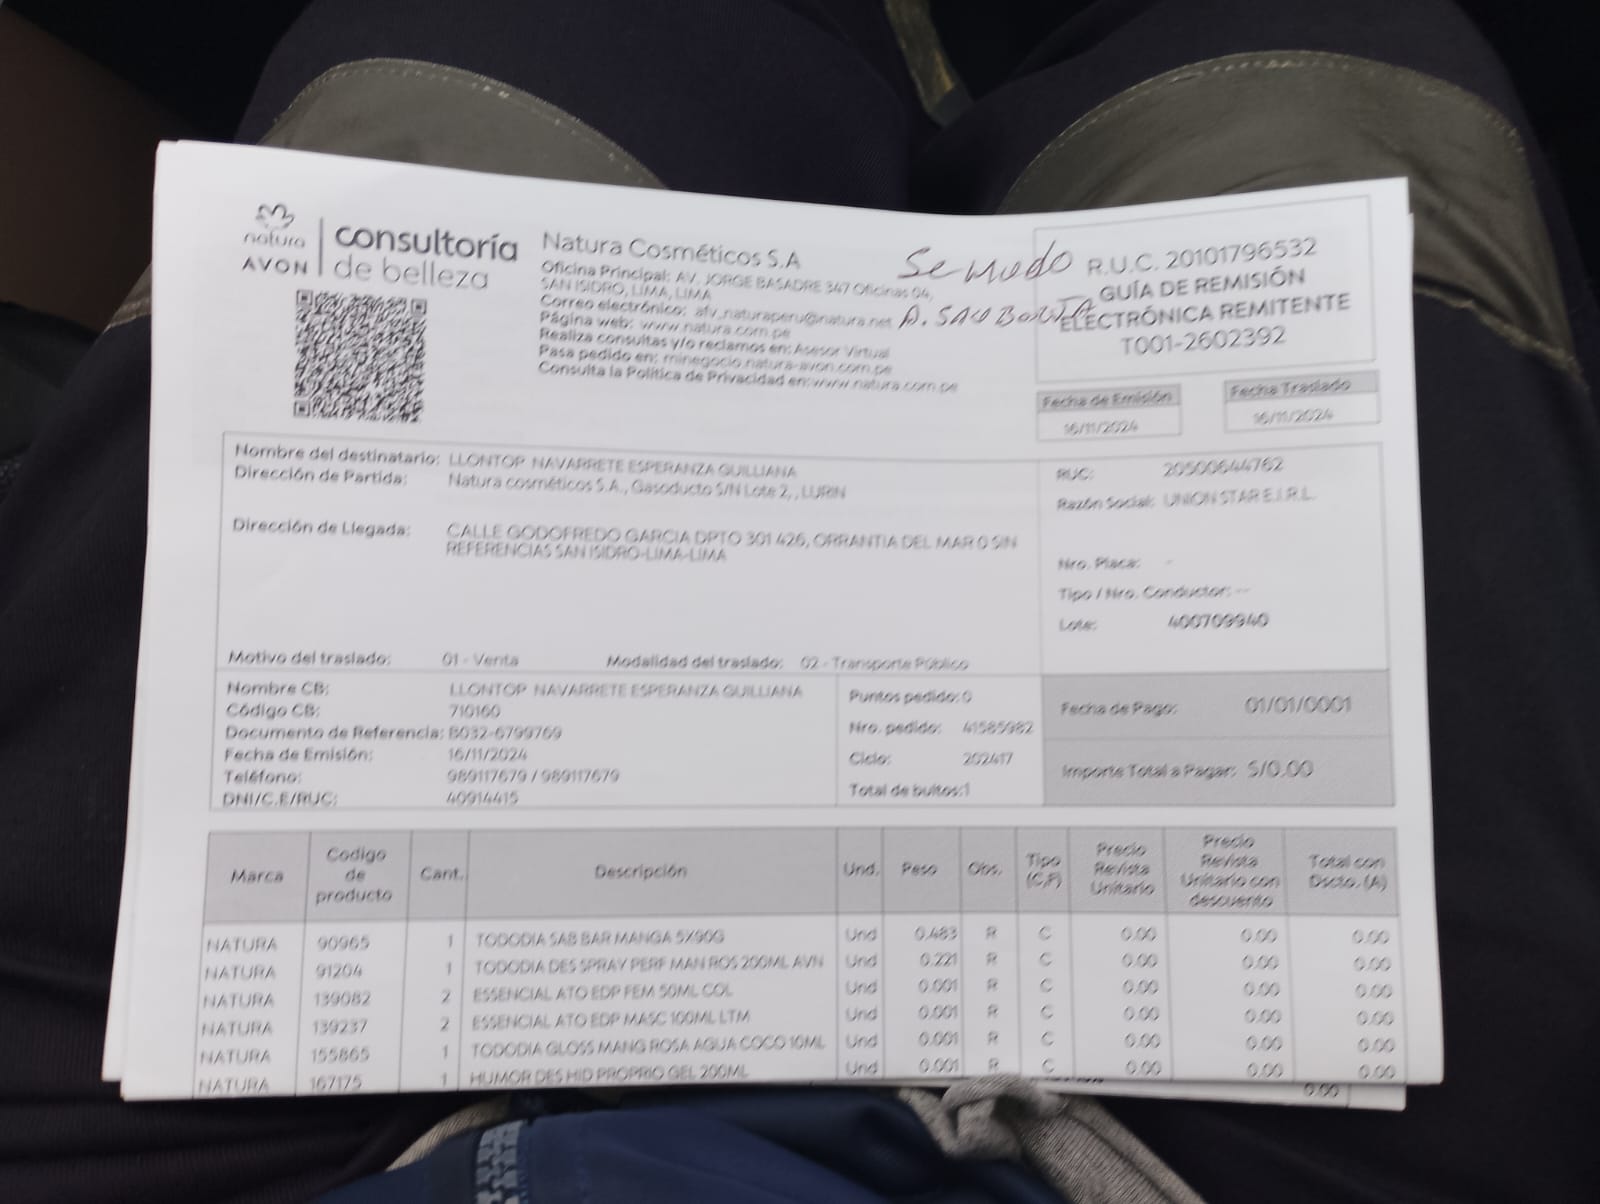 natura
AVON
consultoría
de belleza
Natura Cosméticos S.A
Oficina Principal: AV. JORGE BASADRE 347 Oficinas 04,
SAN ISIDRO, LIMA, LIMA
Correo electrónico: afv_naturaperu@natura.net
Página web: www.natura.com.pe
Realiza consultas y/o reclamos en: Asesor Virtual
Pasa pedido en: minegocio.natura-avon.com.pe
Consulta la Política de Privacidad en:www.natura.com.pe
Se mudo
A. SAU BORJA
R.U.C. 20101796532
GUÍA DE REMISIÓN
ELECTRÓNICA REMITENTE
T001-2602392
Fecha de Emisión
16/11/2024
Fecha Traslado
16/11/2024
Nombre del destinatario: LLONTOP NAVARRETE ESPERANZA GUILLIANA
Dirección de Partida: Natura cosméticos S.A., Gasoducto S/N Lote 2, , LURIN
Dirección de Llegada: CALLE GODOFREDO GARCIA DPTO 301 426, ORRANTIA DEL MAR 0 SIN
REFERENCIAS SAN ISIDRO-LIMA-LIMA
Motivo del traslado: 01 - Venta Modalidad del traslado: 02 - Transporte Público
RUC: 20500644762
Razón Social: UNION STAR E.I.R.L.
Nro. Placa: -
Tipo / Nro. Conductor: --
Lote: 400709940
Nombre CB: LLONTOP NAVARRETE ESPERANZA GUILLIANA
Código CB: 710160
Documento de Referencia: B032-6799769
Fecha de Emisión: 16/11/2024
Teléfono: 989117679 / 989117679
DNI/C.E/RUC: 40914415
Puntos pedido: 0
Nro. pedido: 41585982
Ciclo: 202417
Total de bultos:1
Fecha de Pago: 01/01/0001
Importe Total a Pagar: S/0.00
Marca Codigo de producto Cant. Descripción Und. Peso Obs. Tipo (C,F) Precio Revista Unitario Precio Revista Unitario con descuento Total con Dscto. (A)
NATURA 90965 1 TODODIA SAB BAR MANGA 5X90G Und 0.483 R C 0.00 0.00 0.00
NATURA 91204 1 TODODIA DES SPRAY PERF MAN ROS 200ML AVN Und 0.221 R C 0.00 0.00 0.00
NATURA 139082 2 ESSENCIAL ATO EDP FEM 50ML COL Und 0.001 R C 0.00 0.00 0.00
NATURA 139237 2 ESSENCIAL ATO EDP MASC 100ML LTM Und 0.001 R C 0.00 0.00 0.00
NATURA 155865 1 TODODIA GLOSS MANG ROSA AGUA COCO 10ML Und 0.001 R C 0.00 0.00 0.00
NATURA 167175 1 HUMOR DES HID PROPRIO GEL 200ML Und 0.001 R C 0.00 0.00 0.00
0.00